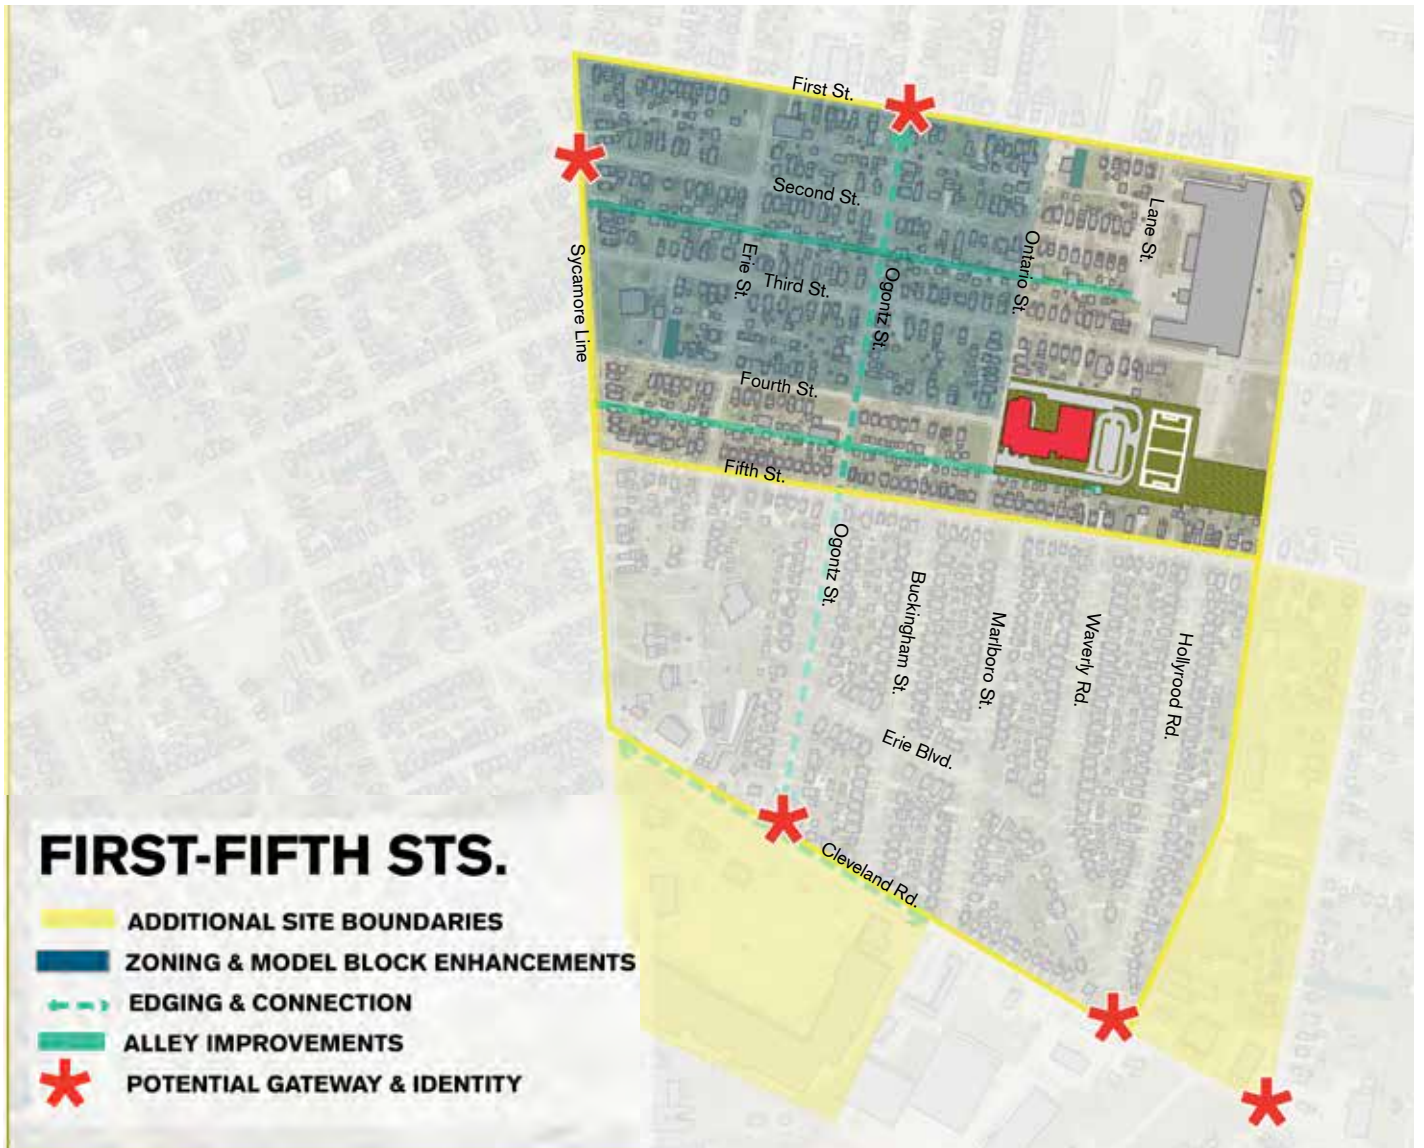 First St.
Second St.
Lane St.
Sycamore Line
Erie St.
Third St.
Ogontz St.
Ontario St.
Fourth St.
Fifth St.
Ogontz St.
Buckingham St.
Marlboro St.
Waverly Rd.
Hollyrood Rd.
Erie Blvd.
Cleveland Rd.
FIRST-FIFTH STS.
ADDITIONAL SITE BOUNDARIES
ZONING & MODEL BLOCK ENHANCEMENTS
EDGING & CONNECTION
ALLEY IMPROVEMENTS
POTENTIAL GATEWAY & IDENTITY